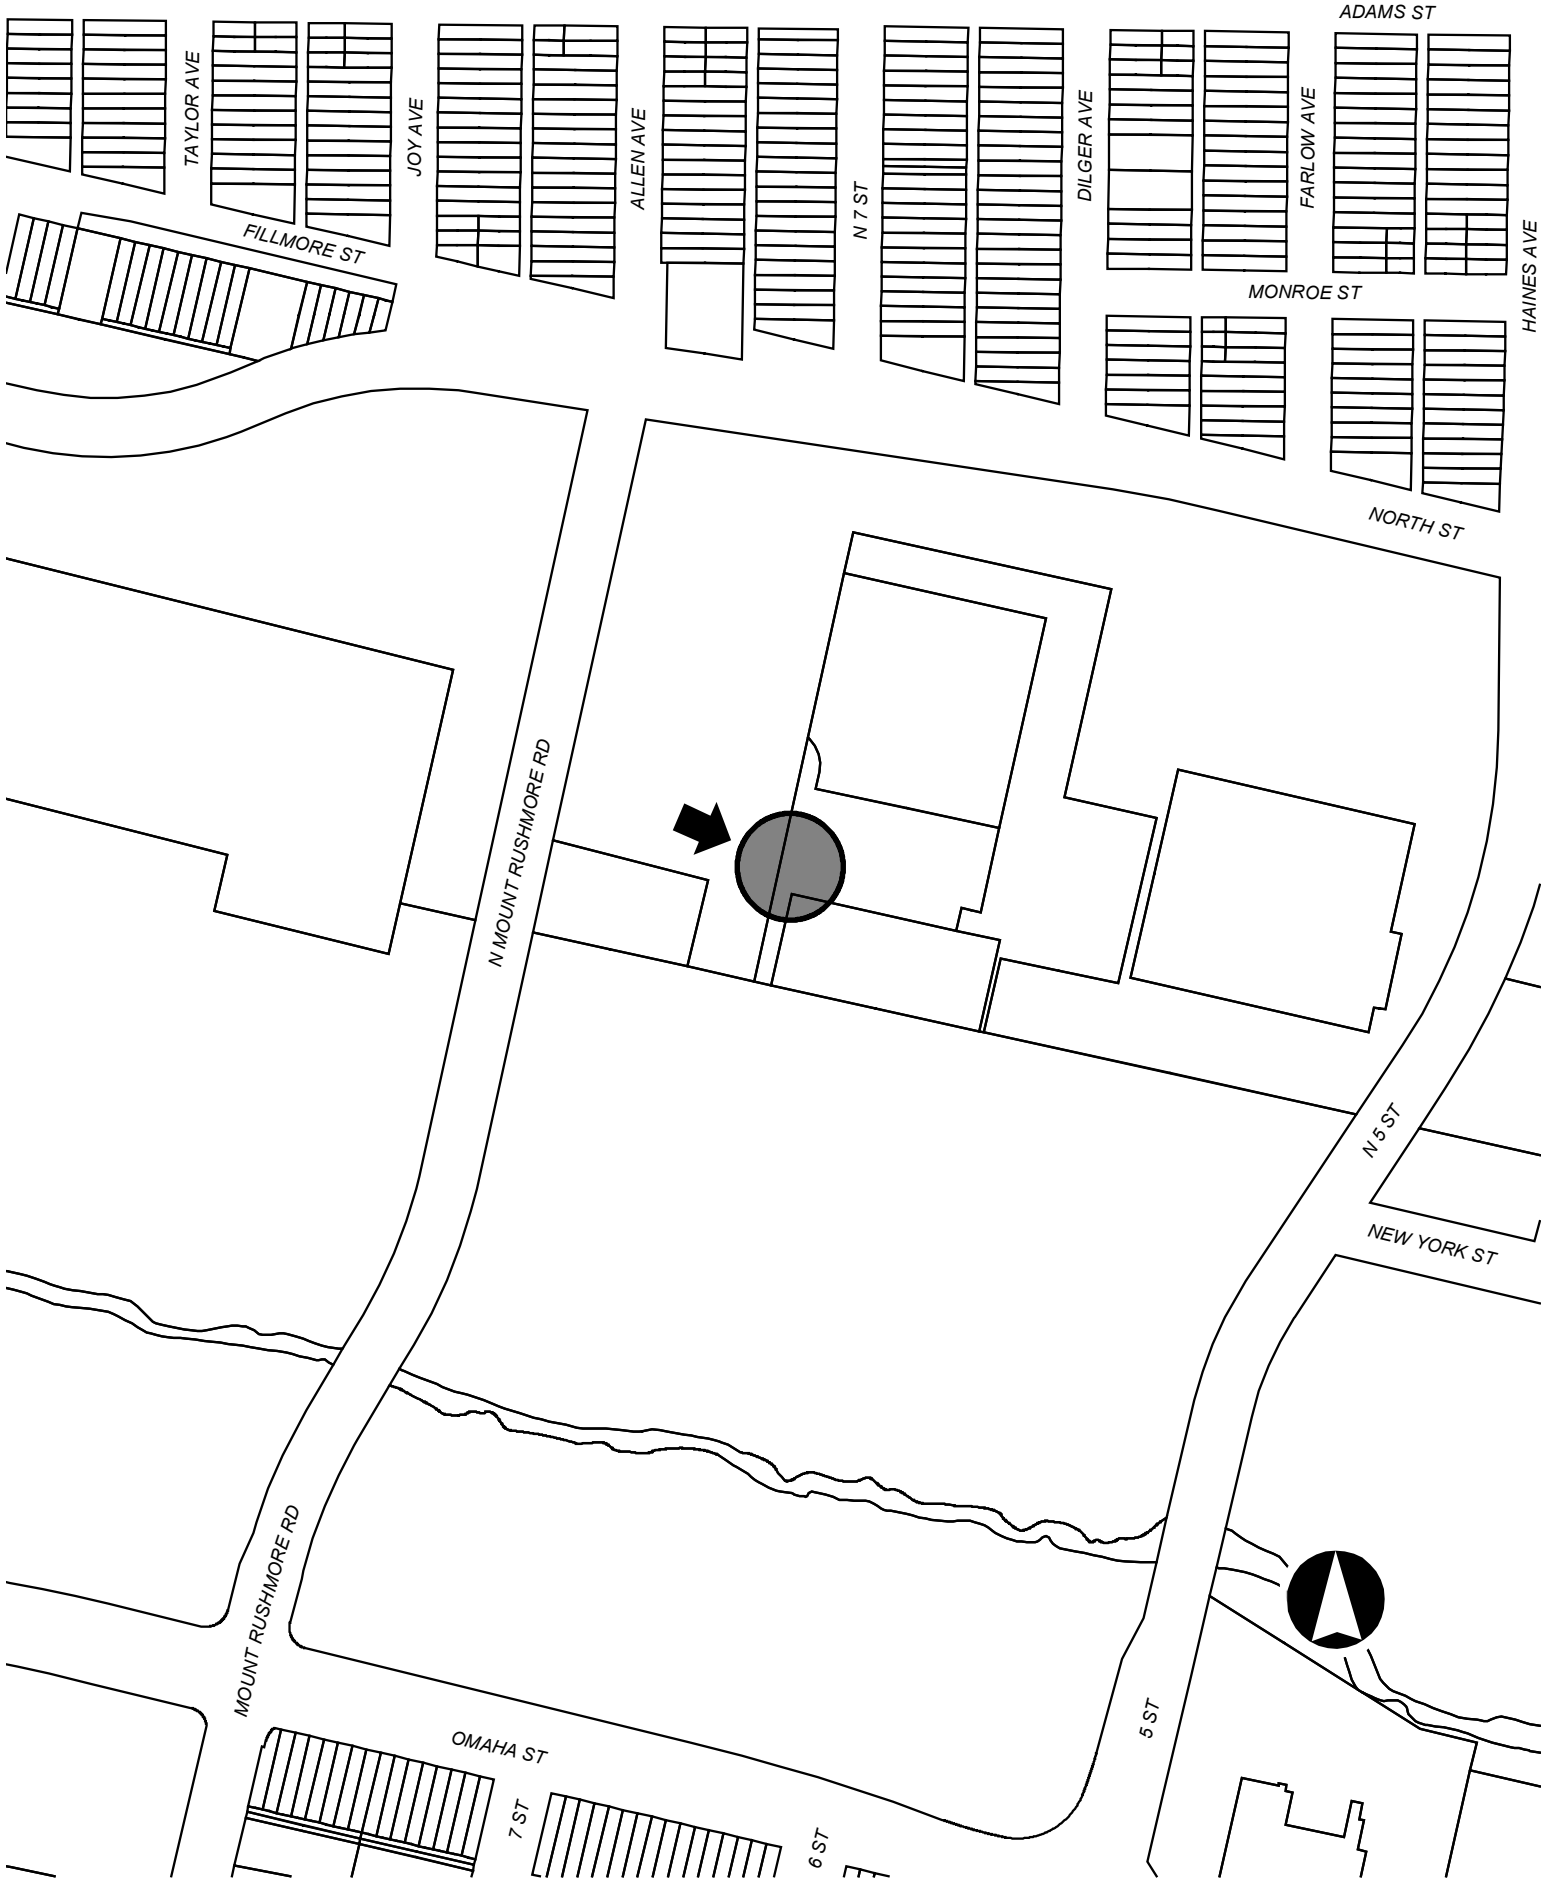 ADAMS ST
TAYLOR AVE
JOY AVE
ALLEN AVE
N 7 ST
DILGER AVE
FARLOW AVE
HAINES AVE
FILLMORE ST
MONROE ST
NORTH ST
N MOUNT RUSHMORE RD
N 5 ST
NEW YORK ST
MOUNT RUSHMORE RD
5 ST
OMAHA ST
7 ST
6 ST